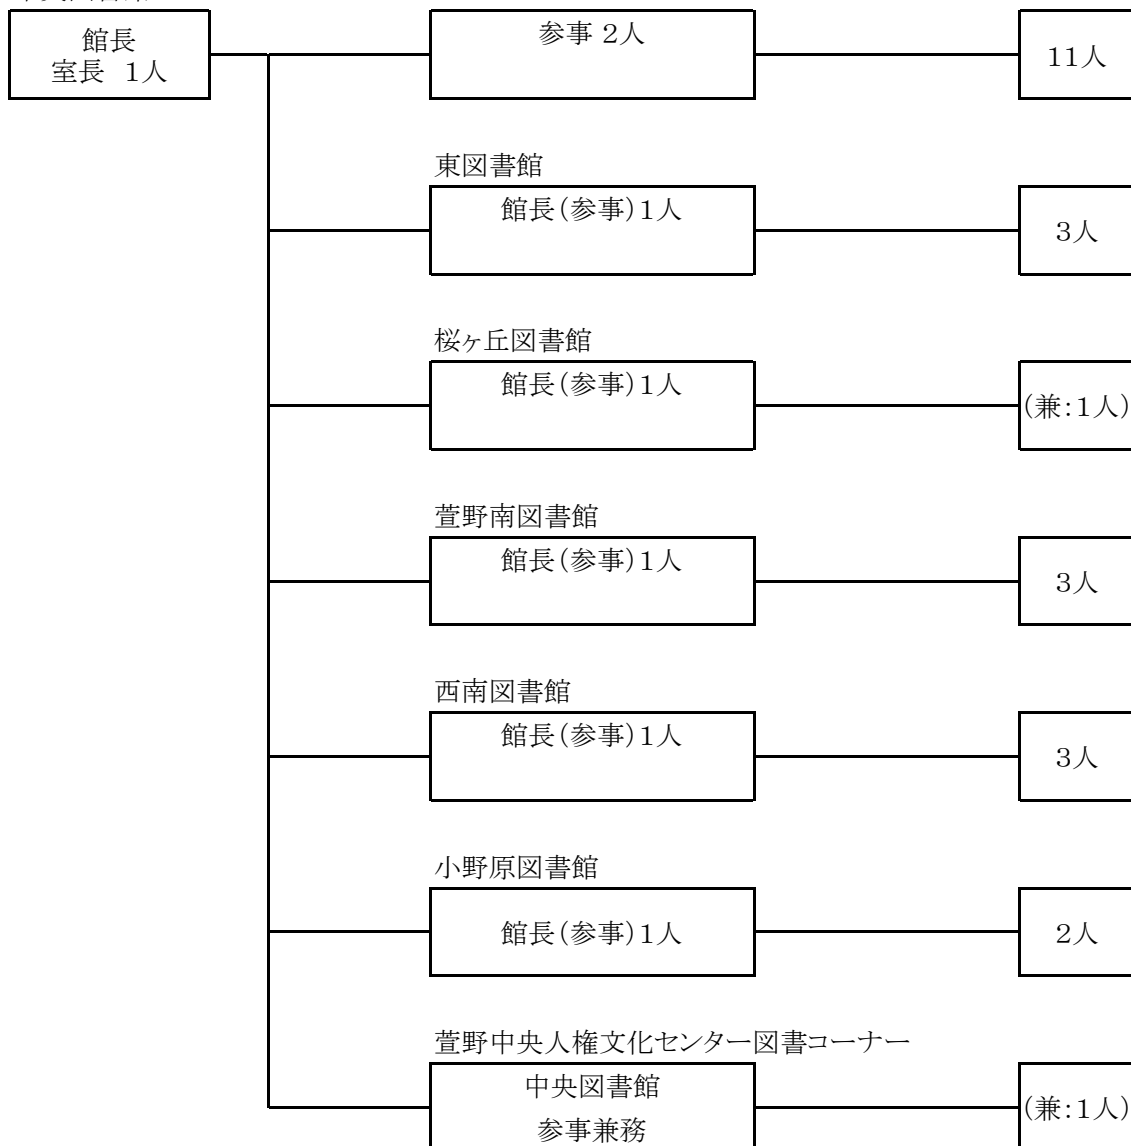 館長
室長 1人
参事 2人
11人
東図書館
館長(参事)1人
3人
桜ヶ丘図書館
館長(参事)1人
(兼:1人)
萱野南図書館
館長(参事)1人
3人
西南図書館
館長(参事)1人
3人
小野原図書館
館長(参事)1人
2人
萱野中央人権文化センター図書コーナー
中央図書館
参事兼務
(兼:1人)